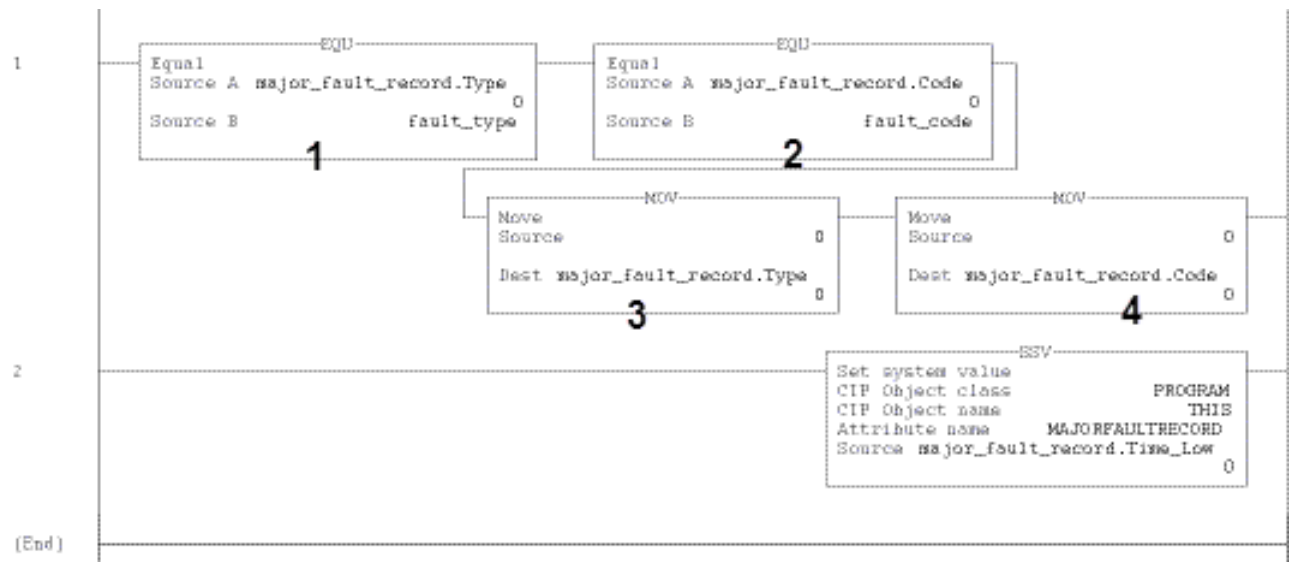 1
EQU
Equal
Source A major_fault_record.Type
0
Source B fault_type
1
EQU
Equal
Source A major_fault_record.Code
0
Source B fault_code
2
MOV
Move
Source 0
Dest major_fault_record.Type
0
3
MOV
Move
Source 0
Dest major_fault_record.Code
0
4
2
SSV
Set system value
CIP Object class PROGRAM
CIP Object name THIS
Attribute name MAJORFAULTRECORD
Source major_fault_record.Time_Low
0
(End)